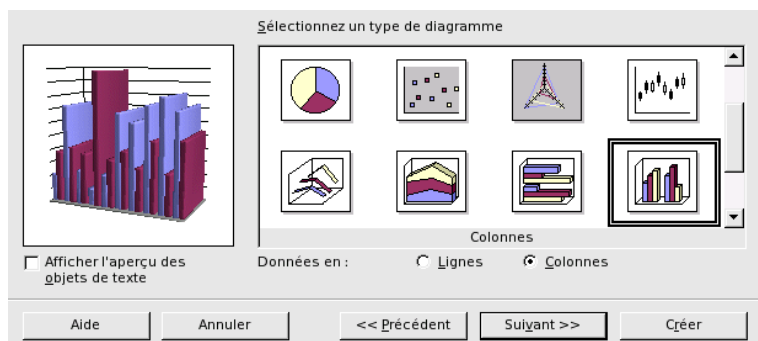 Sélectionnez un type de diagramme
Colonnes
Afficher l'aperçu des
objets de texte
Données en :
Lignes
Colonnes
Aide
Annuler
<< Précédent
Suivant >>
Créer